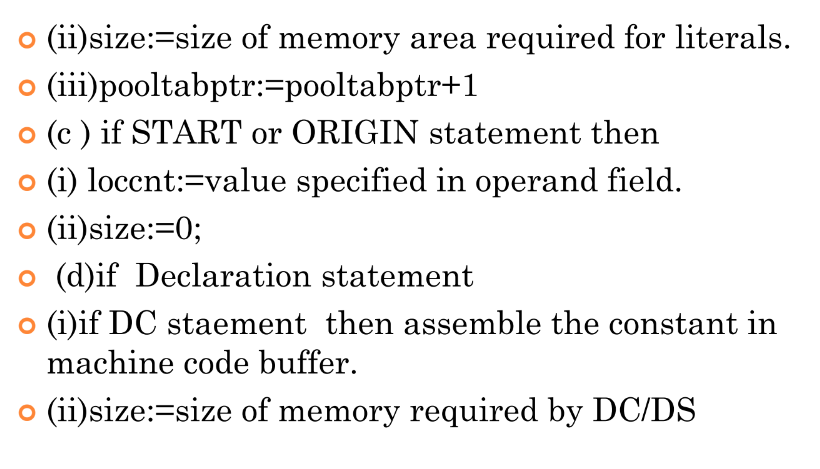 (ii)size:=size of memory area required for literals.
(iii)pooltabptr:=pooltabptr+1
(c ) if START or ORIGIN statement then
(i) loccnt:=value specified in operand field.
(ii)size:=0;
(d)if  Declaration statement
(i)if DC staement  then assemble the constant in
machine code buffer.
(ii)size:=size of memory required by DC/DS